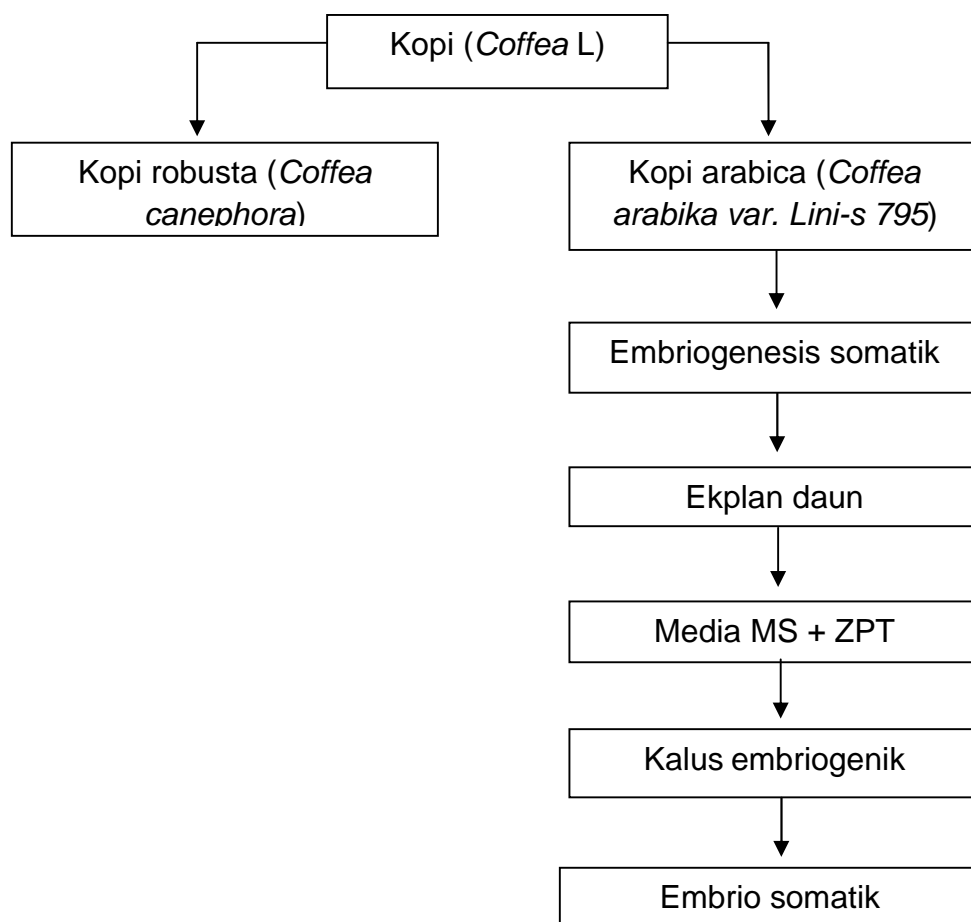 Kopi (Coffea L)
Kopi robusta (Coffea
canephora)
Kopi arabica (Coffea
arabika var. Lini-s 795)
Embriogenesis somatik
Ekplan daun
Media MS + ZPT
Kalus embriogenik
Embrio somatik